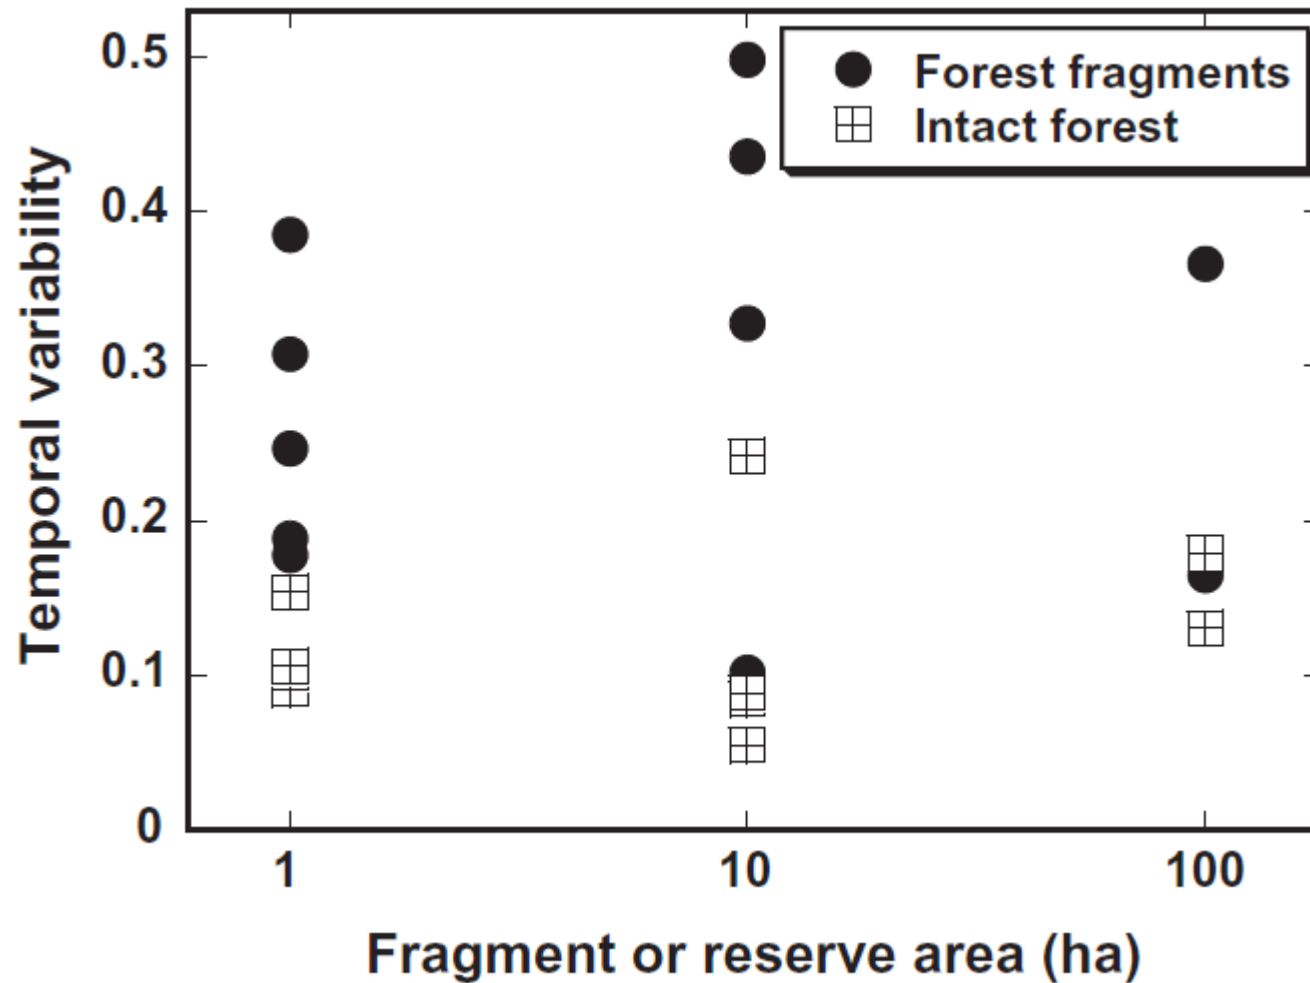 0.5
0.4
0.3
0.2
0.1
0
Temporal variability
Forest fragments
Intact forest
1 10 100
Fragment or reserve area (ha)